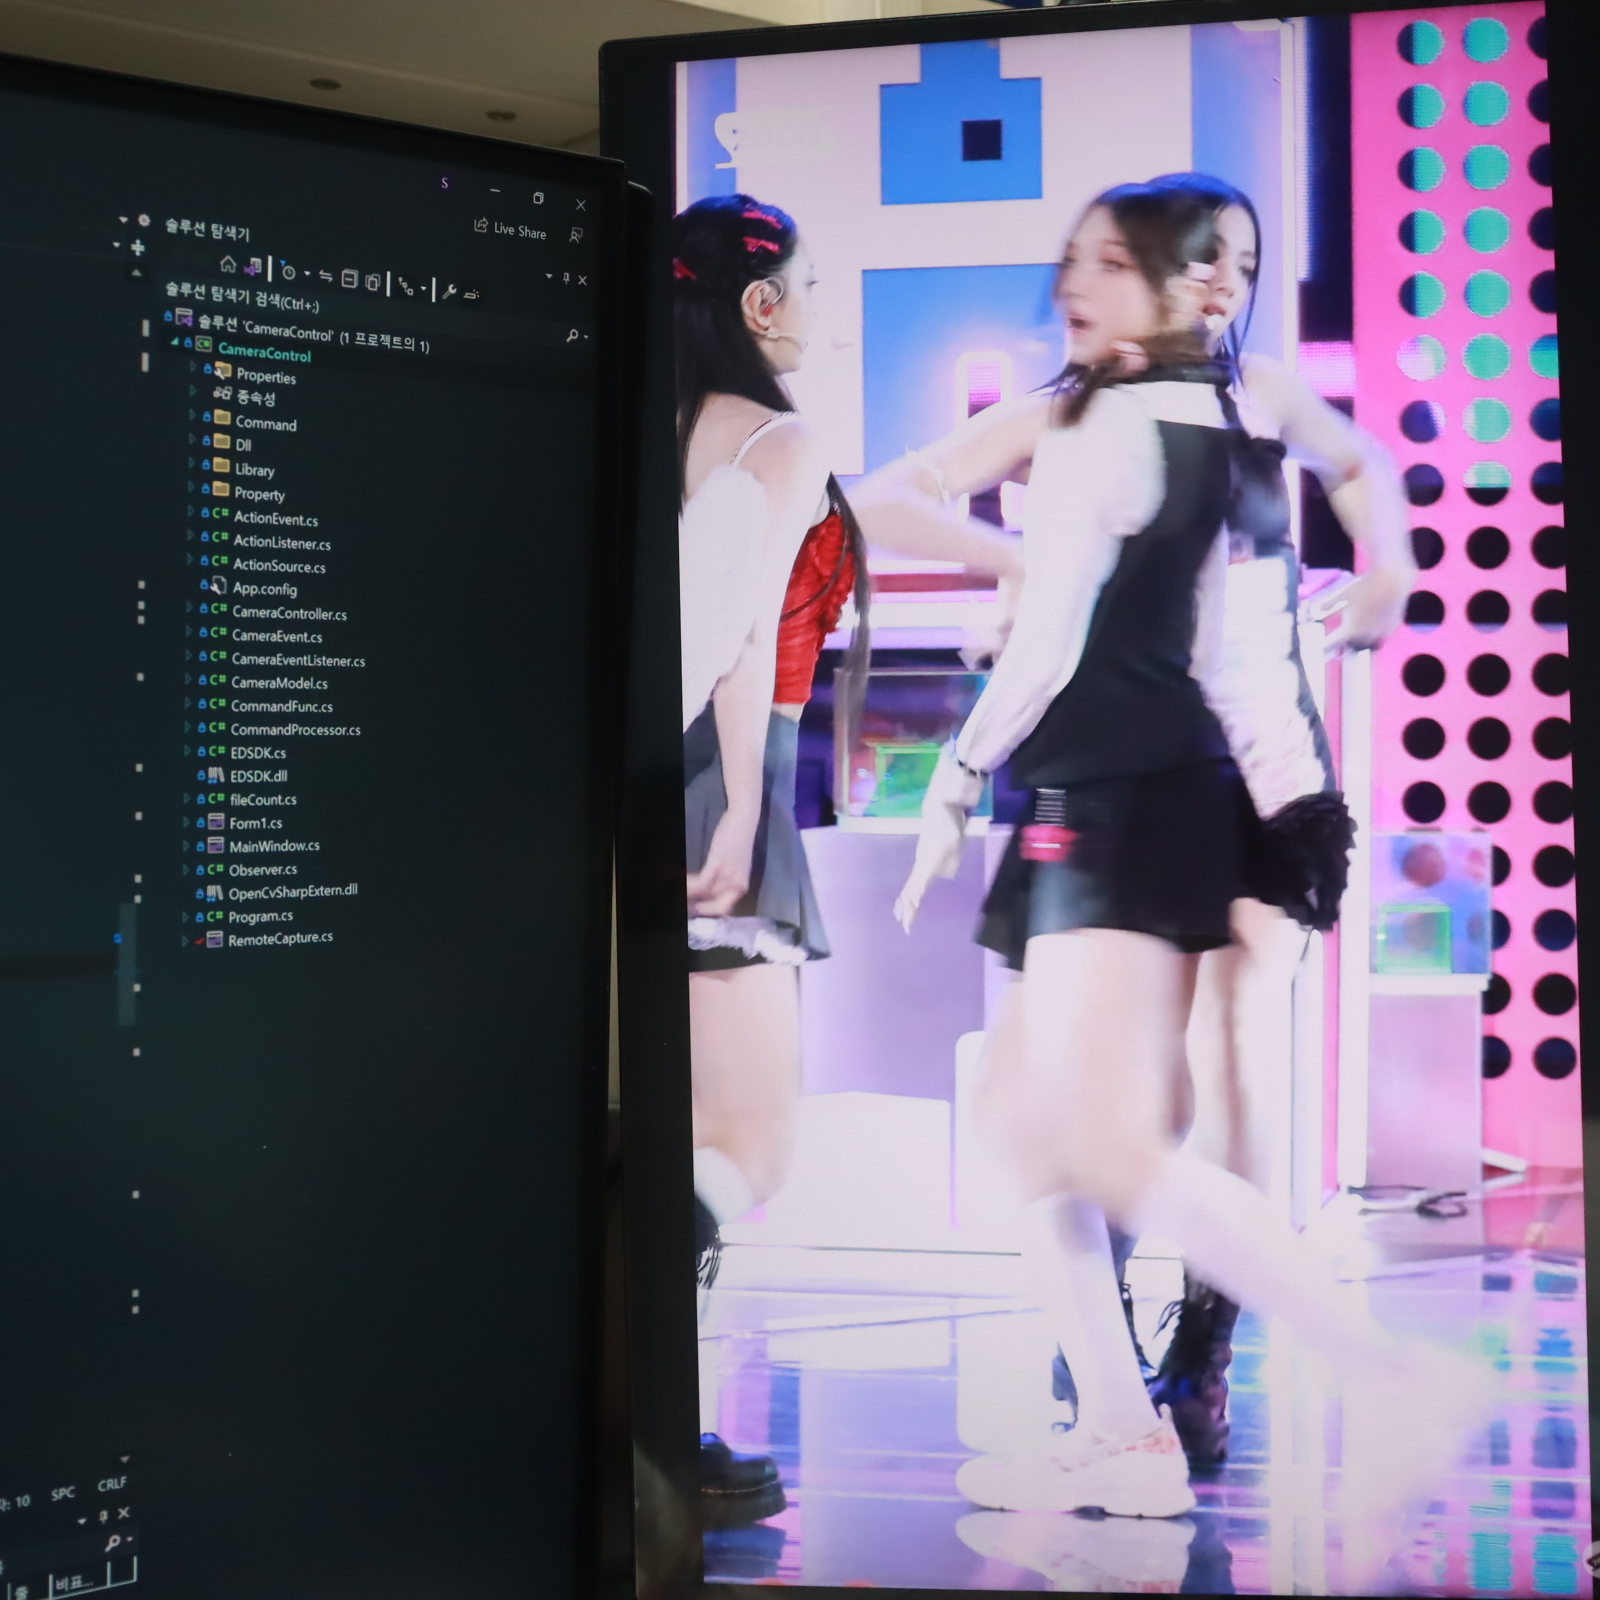 S
Live Share
솔루션 탐색기
솔루션 탐색기 검색(Ctrl+;)
솔루션 'CameraControl' (1 프로젝트의 1)
CameraControl
Properties
종속성
Command
Dll
Library
Property
C# ActionEvent.cs
C# ActionListener.cs
C# ActionSource.cs
App.config
C# CameraController.cs
C# CameraEvent.cs
C# CameraEventListener.cs
C# CameraModel.cs
C# CommandFunc.cs
C# CommandProcessor.cs
C# EDSDK.cs
EDSDK.dll
C# fileCount.cs
Form1.cs
MainWindow.cs
C# Observer.cs
OpenCvSharpExtern.dll
C# Program.cs
RemoteCapture.cs
: 10 SPC CRLF
줄 비표...